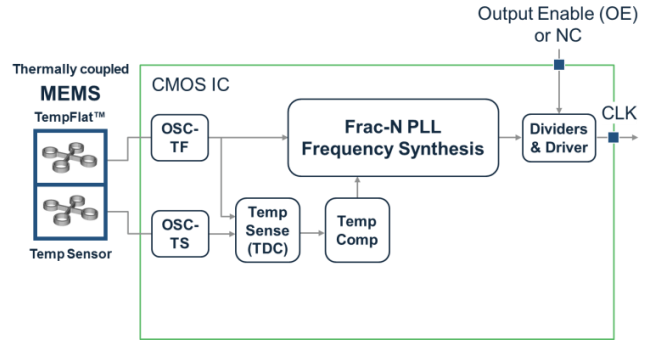 Output Enable (OE)
or NC
Thermally coupled
MEMS
TempFlat™
CMOS IC
CLK
OSC-
TF
Frac-N PLL
Frequency Synthesis
Dividers
& Driver
OSC-
TS
Temp
Sense
(TDC)
Temp
Comp
Temp Sensor